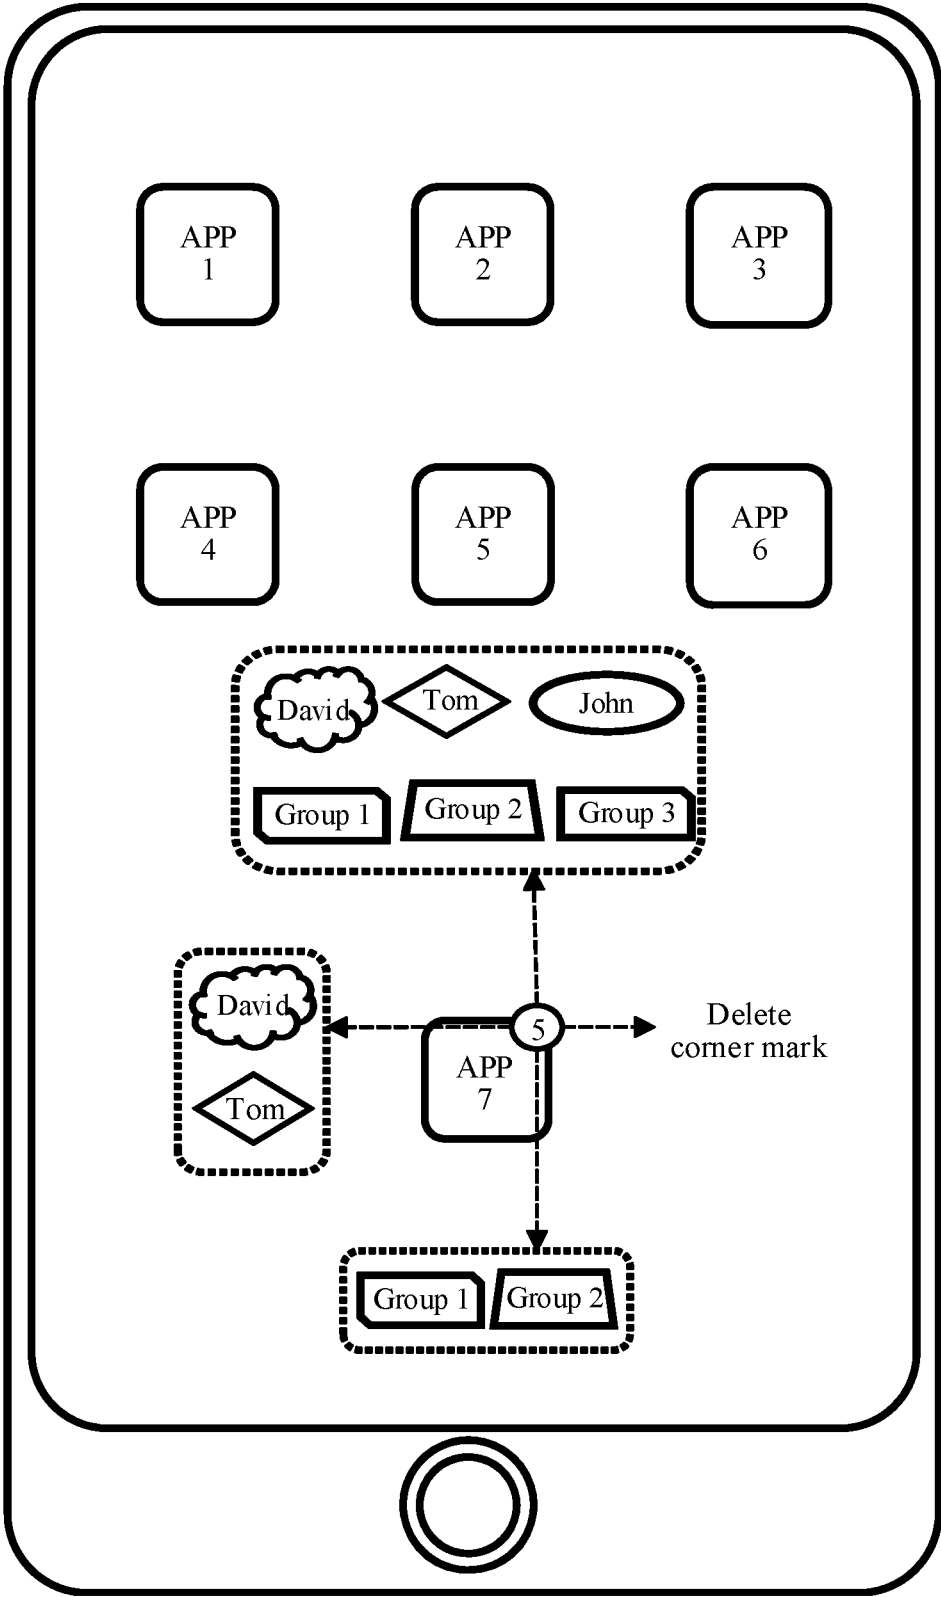 APP
1
APP
2
APP
3
APP
4
APP
5
APP
6
David
Tom
John
Group 1
Group 2
Group 3
David
Tom
5
APP
7
Delete
corner mark
Group 1
Group 2